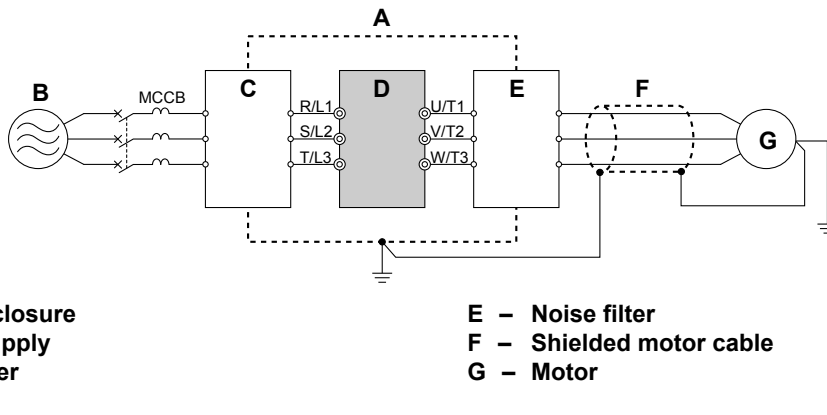 A
B
MCCB
C
R/L1
S/L2
T/L3
D
U/T1
V/T2
W/T3
E
F
G
E – Noise filter
F – Shielded motor cable
G – Motor